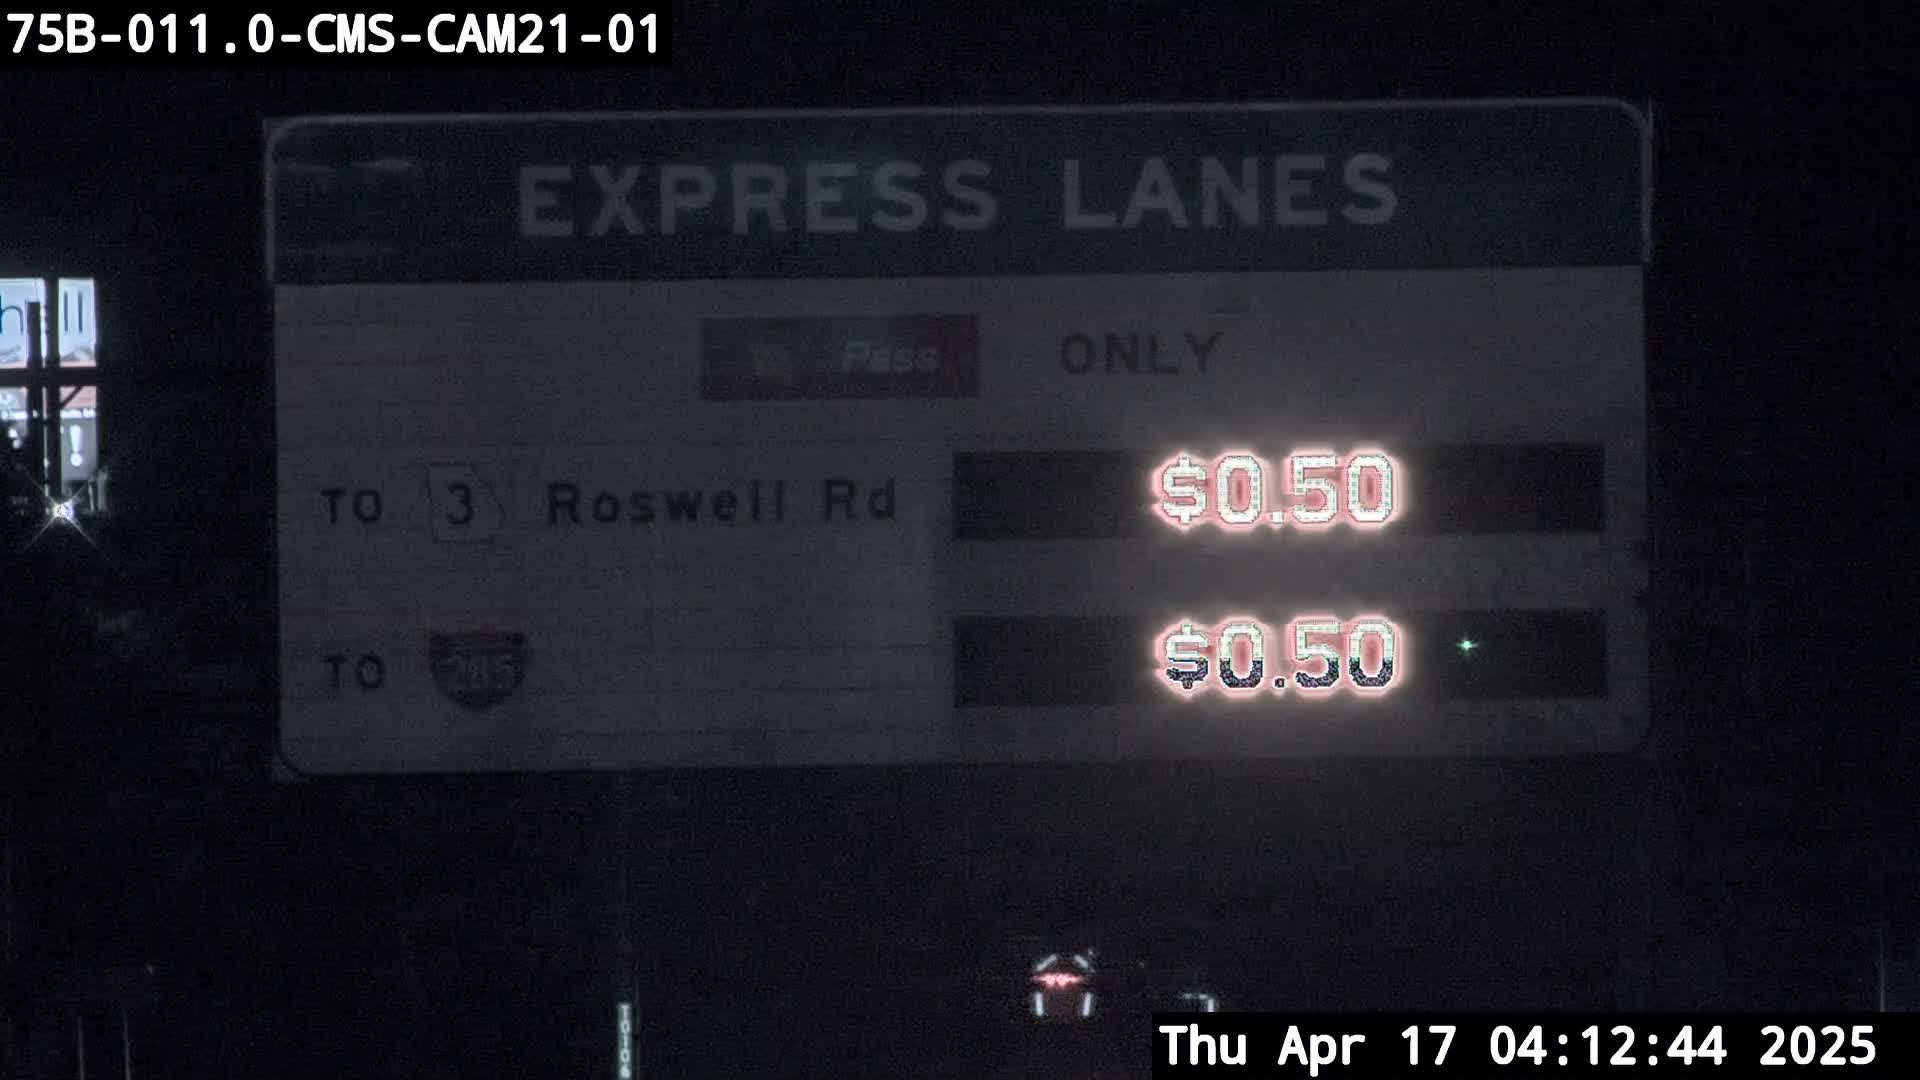 75B-011.0-CMS-CAM21-01
EXPRESS LANES
Pass ONLY
TO 3 Roswell Rd $0.50
TO 285 $0.50
Thu Apr 17 04:12:44 2025